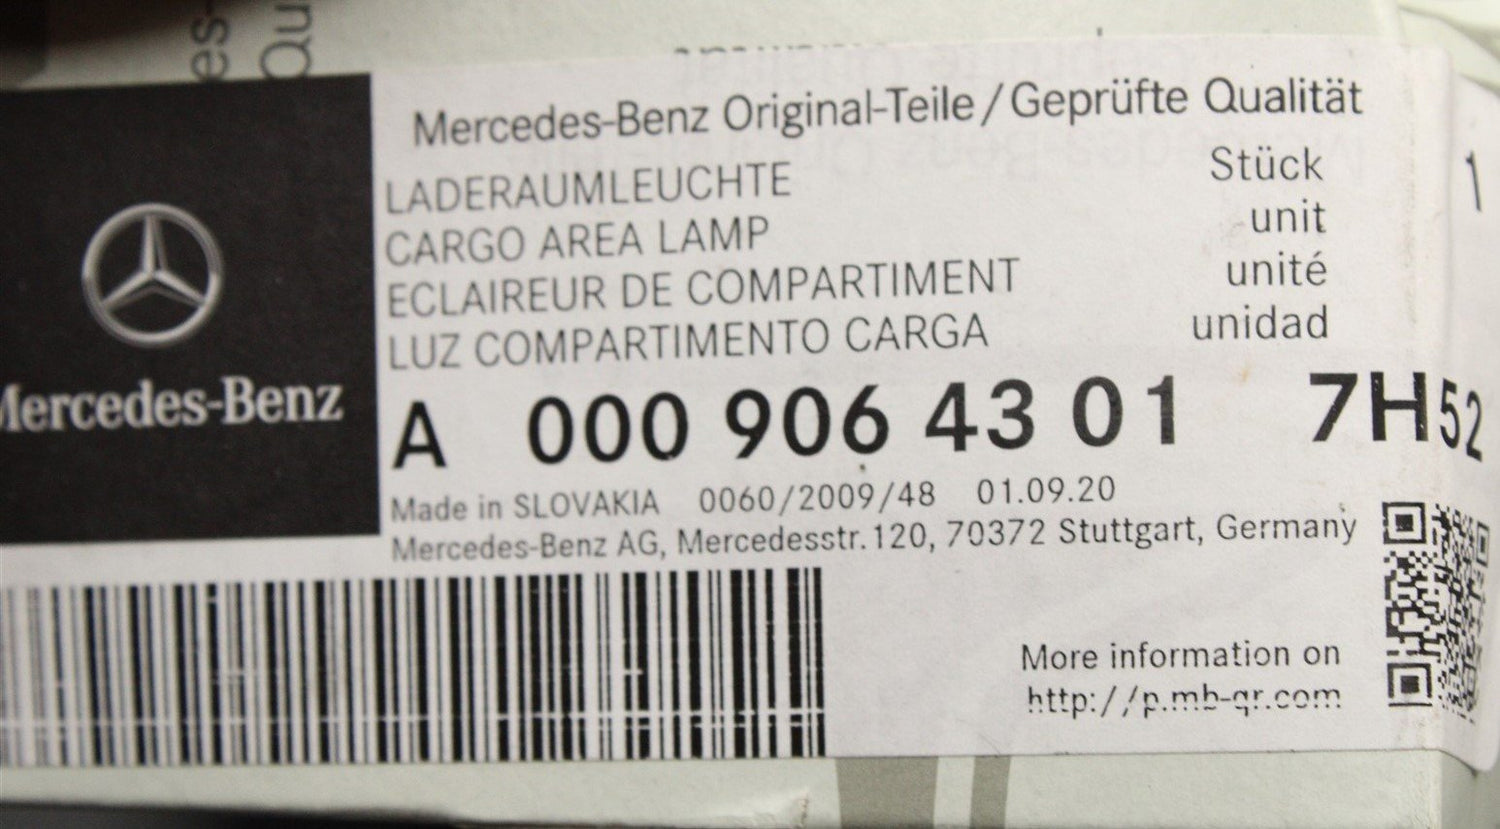 es-
Qu
Mercedes-Benz
Mercedes-Benz Original-Teile/Geprüfte Qualität
LADERAUMLEUCHTE Stück 1
CARGO AREA LAMP unit
ECLAIREUR DE COMPARTIMENT unité
LUZ COMPARTIMENTO CARGA unidad
A 000 906 43 01 7H52
Made in SLOVAKIA 0060/2009/48 01.09.20
Mercedes-Benz AG, Mercedesstr. 120, 70372 Stuttgart, Germany
More information on
http://p.mb-qr.com